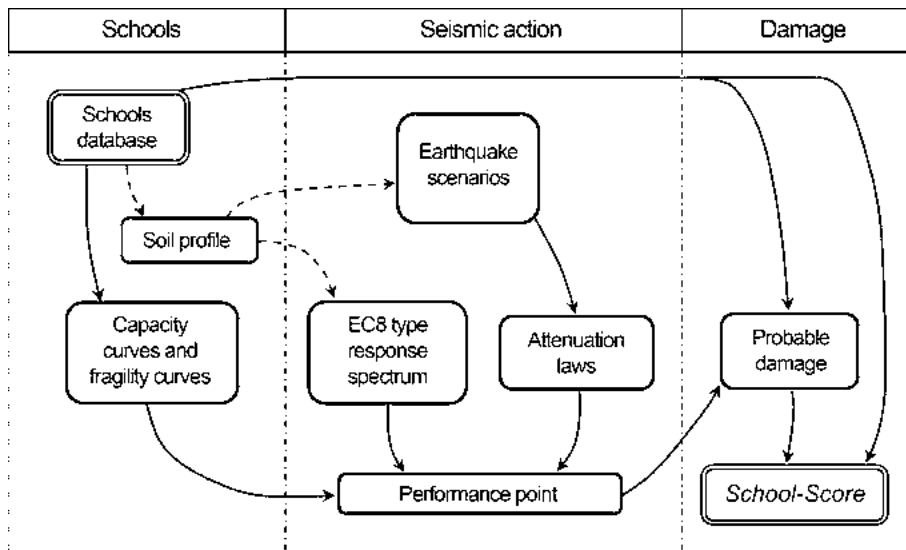 Schools
Seismic action
Damage
Schools
database
Earthquake
scenarios
Soil profile
Capacity
curves and
fragility curves
EC8 type
response
spectrum
Attenuation
laws
Probable
damage
Performance point
School-Score